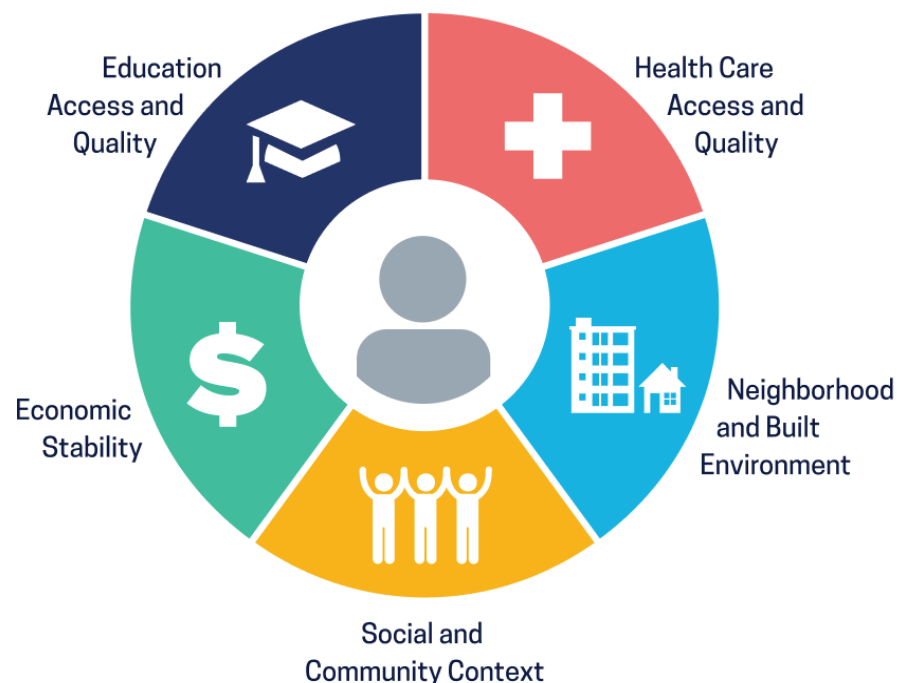 Education
Access and
Quality
Health Care
Access and
Quality
Economic
Stability
Neighborhood
and Built
Environment
Social and
Community Context